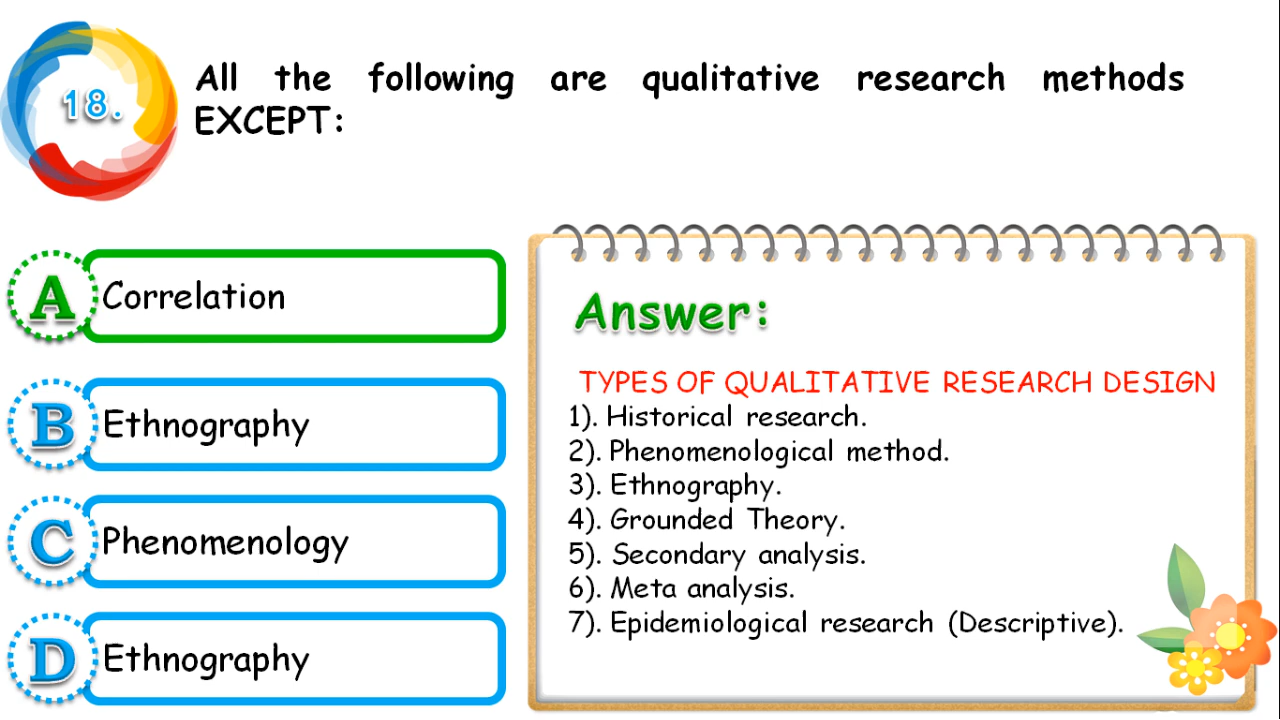 18.
All the following are qualitative research methods
EXCEPT:
A Correlation
B Ethnography
C Phenomenology
D Ethnography
Answer:
TYPES OF QUALITATIVE RESEARCH DESIGN
1). Historical research.
2). Phenomenological method.
3). Ethnography.
4). Grounded Theory.
5). Secondary analysis.
6). Meta analysis.
7). Epidemiological research (Descriptive).